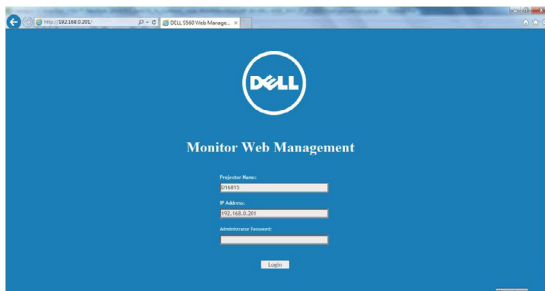 http://192.168.0.201/
DELL S560 Web Manage...
DELL
Monitor Web Management
Projector Name:
IP Address:
192.168.0.201
Administrator Password:
Login